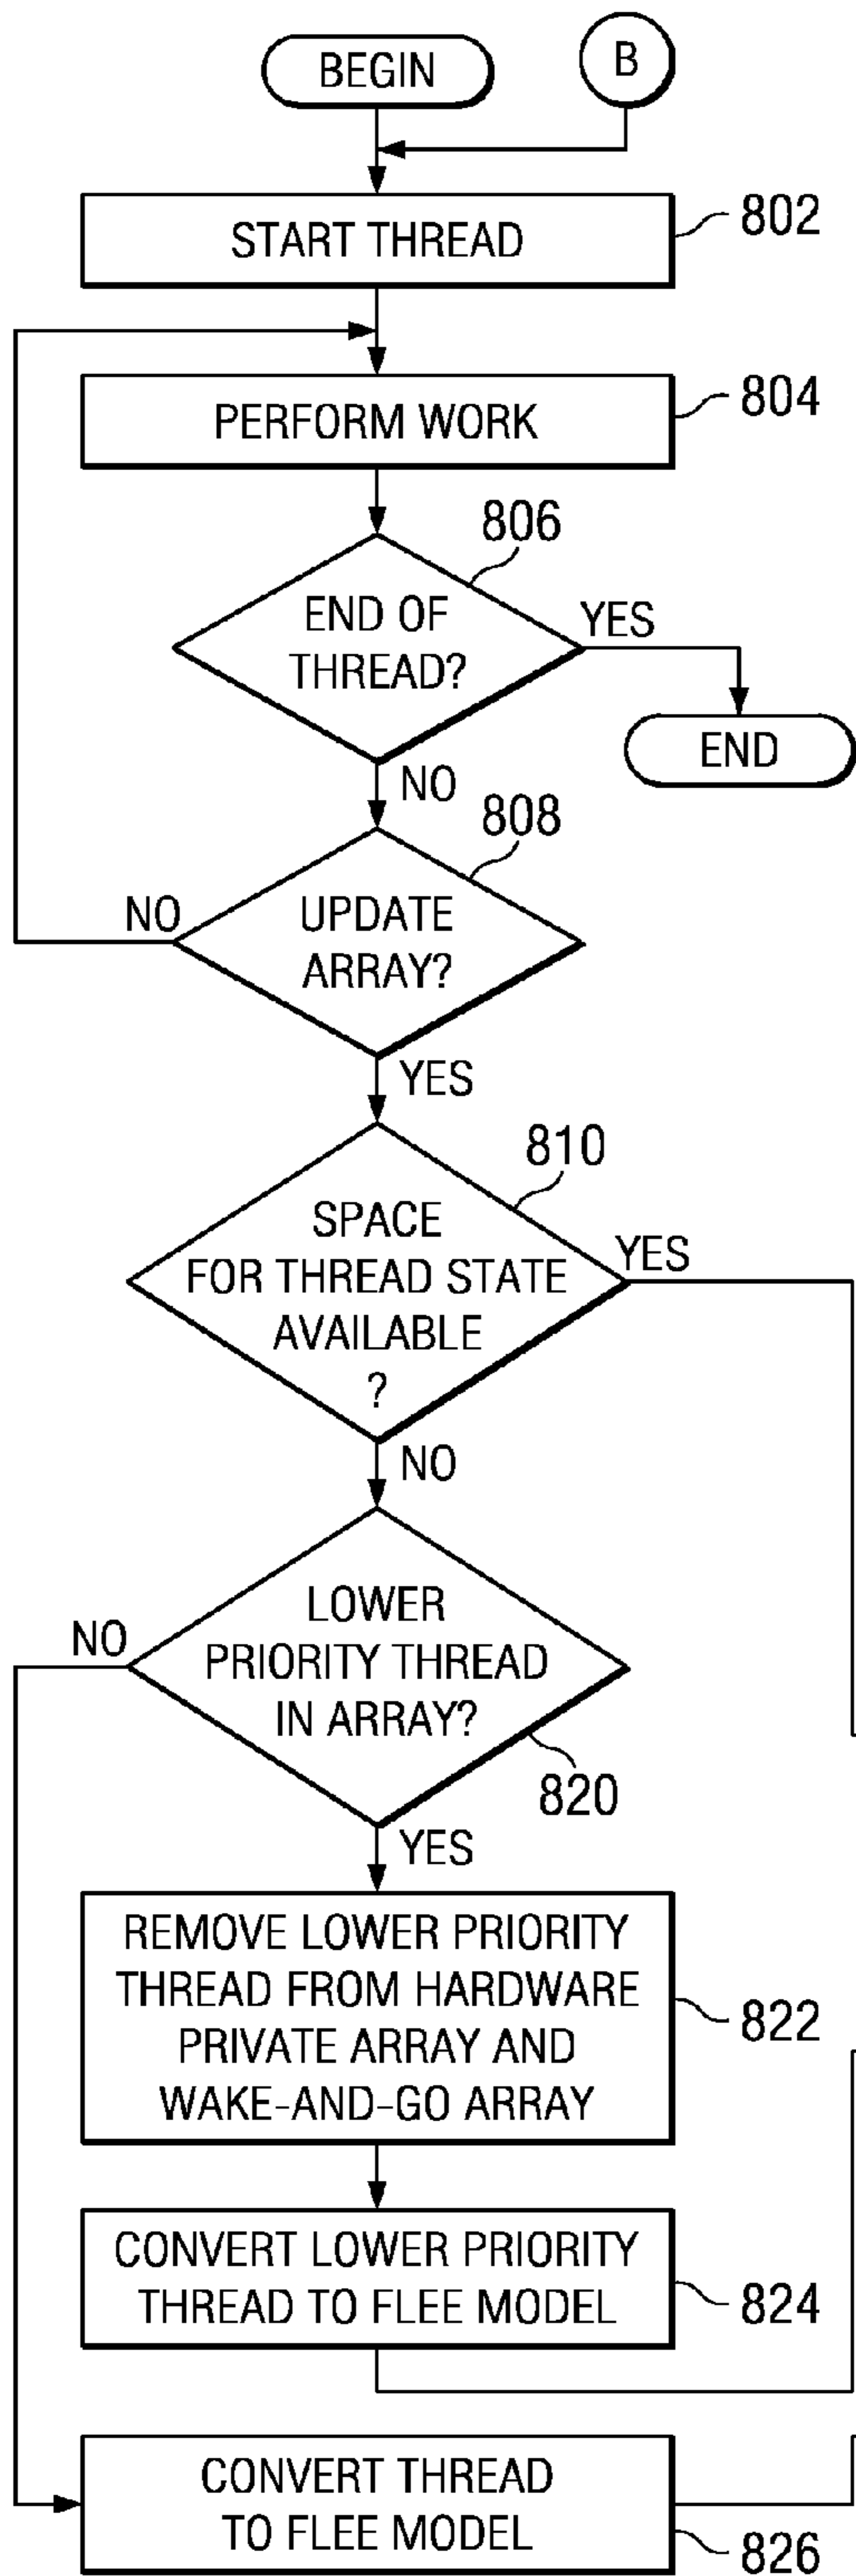 BEGIN
B
START THREAD
802
PERFORM WORK
804
806
END OF
THREAD?
YES
END
NO
808
NO
UPDATE
ARRAY?
YES
810
SPACE
FOR THREAD STATE
AVAILABLE
?
YES
NO
NO
LOWER
PRIORITY THREAD
IN ARRAY?
820
YES
REMOVE LOWER PRIORITY
THREAD FROM HARDWARE
PRIVATE ARRAY AND
WAKE-AND-GO ARRAY
822
CONVERT LOWER PRIORITY
THREAD TO FLEE MODEL
824
CONVERT THREAD
TO FLEE MODEL
826